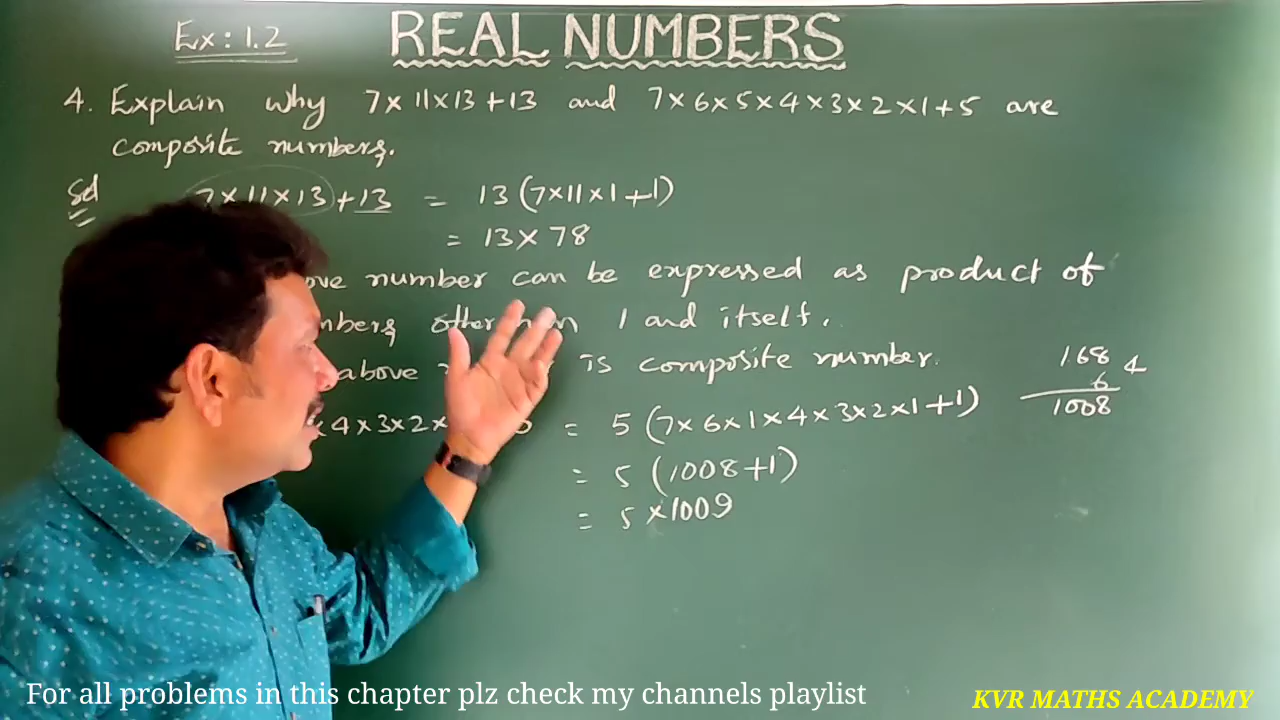 Ex: 1.2
REAL NUMBERS
4. Explain why 7×11×13+13 and 7×6×5×4×3×2×1+5 are
composite numbers.
Sol 7×11×13+13 = 13(7×11×1+1)
= 13×78
number can be expressed as product of
other 1 and itself.
above is composite number.
168
4
6
1008
4×3×2× = 5(7×6×1×4×3×2×1+1)
= 5(1008+1)
= 5×1009
For all problems in this chapter plz check my channels playlist
KVR MATHS ACADEMY